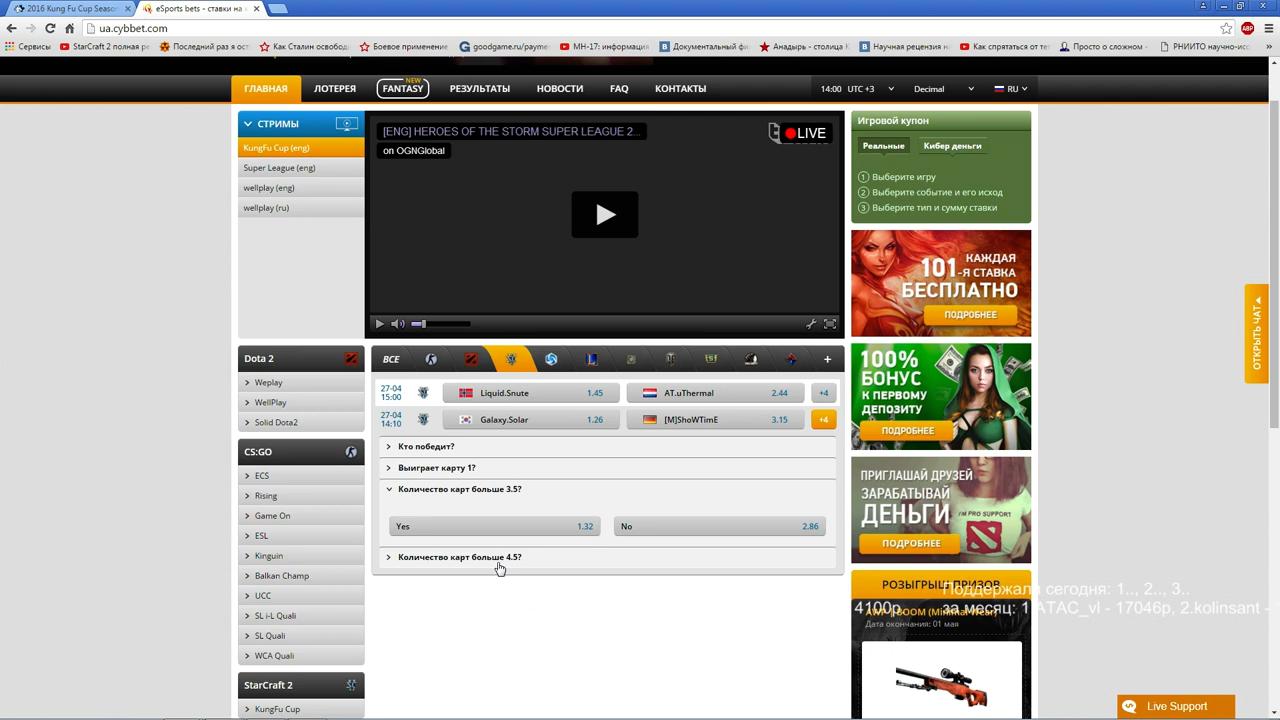 2016 Kung Fu Cup Season
eSports bets - ставки на к
ua.cybbet.com
Сервисы
StarCraft 2 полная ре
Последний раз я ост
Как Сталин освобод
Боевое применение
goodgame.ru/payme
МН-17: информация
Документальный фи
Анадырь - столица К
Научная рецензия н
Как спрятаться от те
Просто о сложном -
РНИИТО научно-исс
ГЛАВНАЯ
ЛОТЕРЕЯ
NEW
FANTASY
РЕЗУЛЬТАТЫ
НОВОСТИ
FAQ
КОНТАКТЫ
14:00 UTC +3
Decimal
RU
СТРИМЫ
KungFu Cup (eng)
Super League (eng)
wellplay (eng)
wellplay (ru)
[ENG] HEROES OF THE STORM SUPER LEAGUE 2...
on OGNGlobal
LIVE
Игровой купон
Реальные
Кибер деньги
1 Выберите игру
2 Выберите событие и его исход
3 Выберите тип и сумму ставки
КАЖДАЯ
101-Я СТАВКА
БЕСПЛАТНО
ПОДРОБНЕЕ
ОТКРЫТЬ ЧАТ
100%
БОНУС
К ПЕРВОМУ
ДЕПОЗИТУ
ПОДРОБНЕЕ
ПРИГЛАШАЙ ДРУЗЕЙ
ЗАРАБАТЫВАЙ
ДЕНЬГИ
I'M PRO SUPPORT
ПОДРОБНЕЕ
Dota 2
Weplay
WellPlay
Solid Dota2
CS:GO
ECS
Rising
Game On
ESL
Kinguin
Balkan Champ
UCC
SL i-L Quali
SL Quali
WCA Quali
StarCraft 2
KungFu Cup
ВСЕ
+
27-04
15:00
Liquid.Snute 1.45
AT.uThermal 2.44
+4
27-04
14:10
Galaxy.Solar 1.26
[M]ShoWTimE 3.15
+4
Кто победит?
Выиграет карту 1?
Количество карт больше 3.5?
Yes 1.32
No 2.86
Количество карт больше 4.5?
РОЗЫГРЫШ ПРИЗОВ
Поддержали сегодня: 1.., 2.., 3..
4100р. за месяц: 1.ATAC_vl - 17046р, 2.kolinsant -
AWP | BOOM (Minimal Wear)
Дата окончания: 01 мая
Live Support